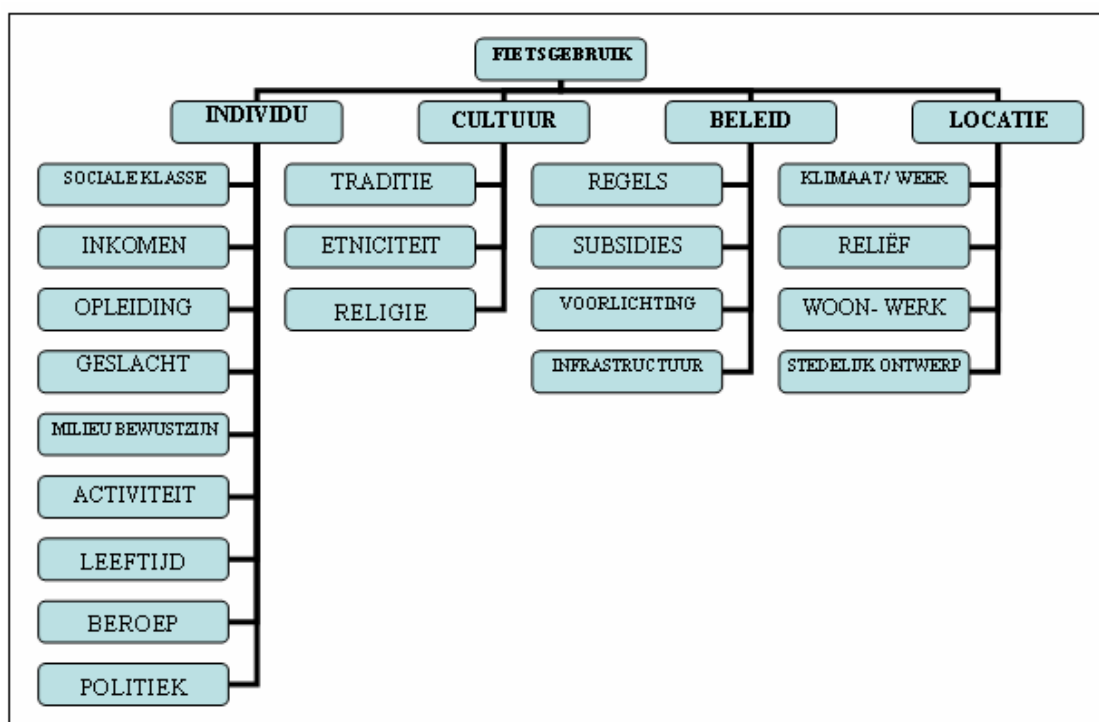 FIETSGEBRUIK
INDIVIDU
CULTUUR
BELEID
LOCATIE
SOCIALE KLASSE
INKOMEN
OPLEIDING
GESLACHT
MILIEU BEWUSTZIJN
ACTIVITEIT
LEEFTIJD
BEROEP
POLITIEK
TRADITIE
ETNICITEIT
RELIGIE
REGELS
SUBSIDIES
VOORLICHTING
INFRASTRUCTUUR
KLIMAAT/ WEER
RELIËF
WOON- WERK
STEDELIJK ONTWERP